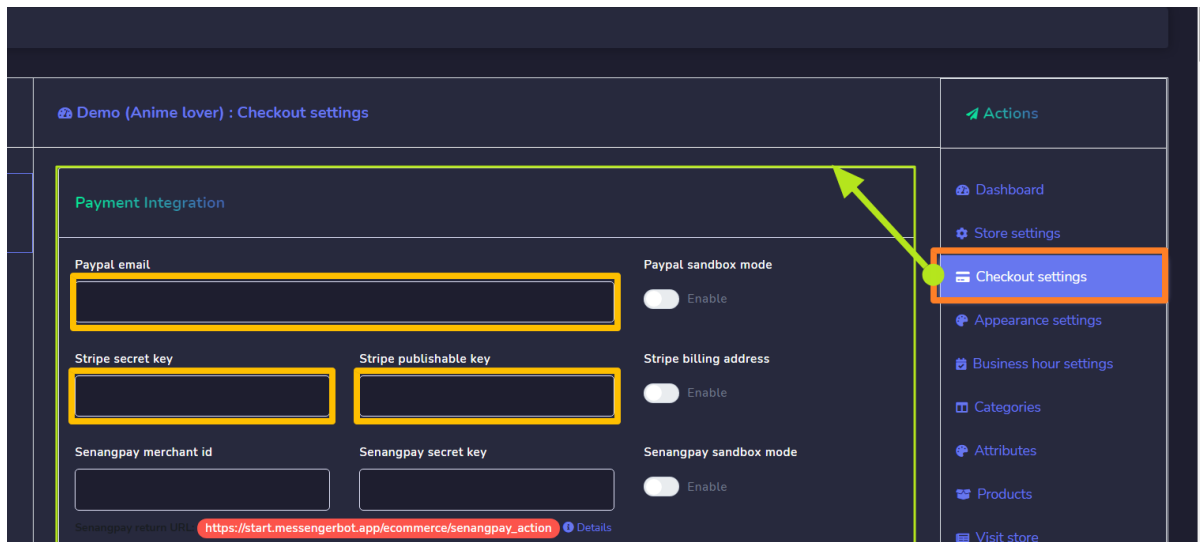 Demo (Anime lover) : Checkout settings
Actions
Payment Integration
Paypal email
Paypal sandbox mode
Enable
Stripe secret key
Stripe publishable key
Stripe billing address
Enable
Senangpay merchant id
Senangpay secret key
Senangpay sandbox mode
Enable
Senangpay return URL: https://start.messengerbot.app/ecommerce/senangpay_action Details
Dashboard
Store settings
Checkout settings
Appearance settings
Business hour settings
Categories
Attributes
Products
Visit store